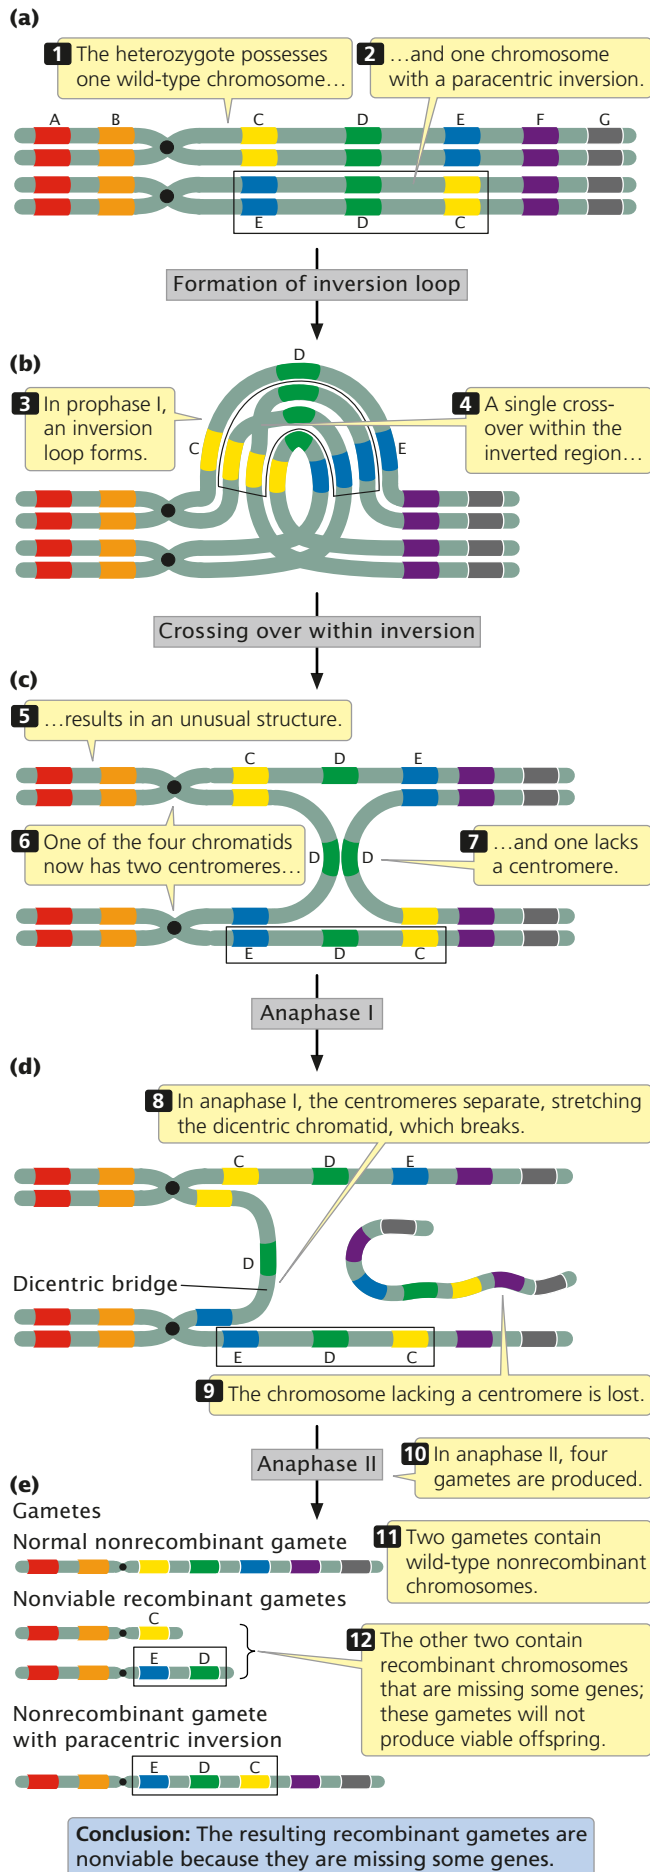 (a)
1 The heterozygote possesses
one wild-type chromosome…
2 …and one chromosome
with a paracentric inversion.
A B C D E F G
E D C
Formation of inversion loop
(b)
D
3 In prophase I,
an inversion
loop forms.
4 A single cross-
over within the
inverted region…
C E
Crossing over within inversion
(c)
5 …results in an unusual structure.
C D E
6 One of the four chromatids
now has two centromeres…
D D
7 …and one lacks
a centromere.
E D C
Anaphase I
(d)
8 In anaphase I, the centromeres separate, stretching
the dicentric chromatid, which breaks.
C D E
D
Dicentric bridge
E D C
9 The chromosome lacking a centromere is lost.
Anaphase II
10 In anaphase II, four
gametes are produced.
(e)
Gametes
Normal nonrecombinant gamete
11 Two gametes contain
wild-type nonrecombinant
chromosomes.
Nonviable recombinant gametes
C
E D
12 The other two contain
recombinant chromosomes
that are missing some genes;
these gametes will not
produce viable offspring.
Nonrecombinant gamete
with paracentric inversion
E D C
Conclusion: The resulting recombinant gametes are
nonviable because they are missing some genes.